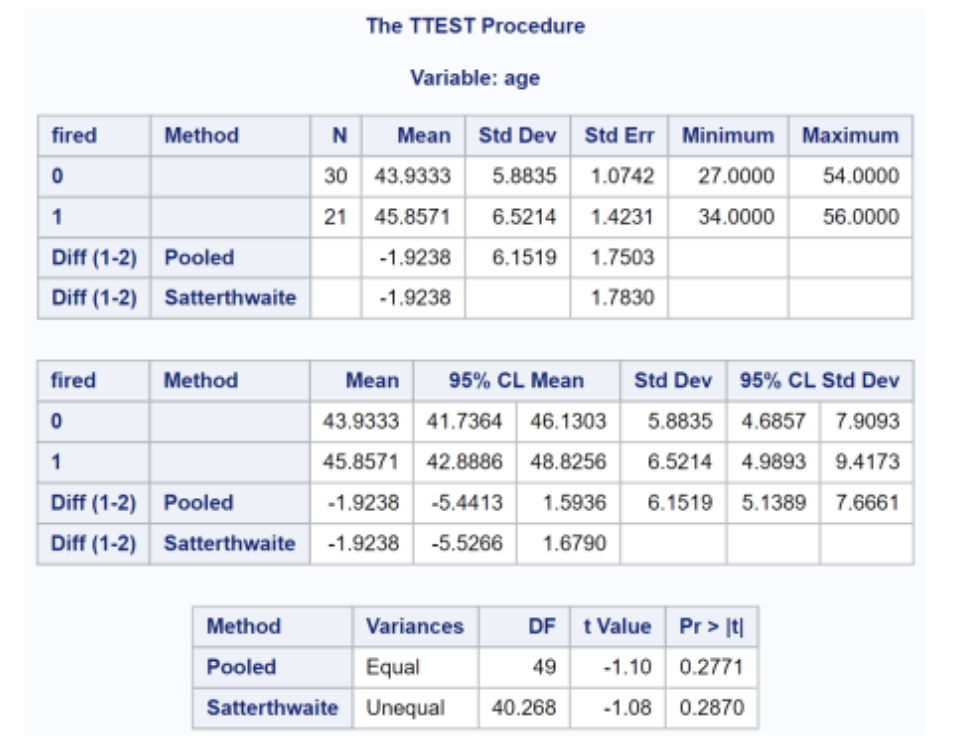 The TTEST Procedure
Variable: age
fired Method N Mean Std Dev Std Err Minimum Maximum
0 30 43.9333 5.8835 1.0742 27.0000 54.0000
1 21 45.8571 6.5214 1.4231 34.0000 56.0000
Diff (1-2) Pooled -1.9238 6.1519 1.7503
Diff (1-2) Satterthwaite -1.9238 1.7830
fired Method Mean 95% CL Mean Std Dev 95% CL Std Dev
0 43.9333 41.7364 46.1303 5.8835 4.6857 7.9093
1 45.8571 42.8886 48.8256 6.5214 4.9893 9.4173
Diff (1-2) Pooled -1.9238 -5.4413 1.5936 6.1519 5.1389 7.6661
Diff (1-2) Satterthwaite -1.9238 -5.5266 1.6790
Method Variances DF t Value Pr > |t|
Pooled Equal 49 -1.10 0.2771
Satterthwaite Unequal 40.268 -1.08 0.2870